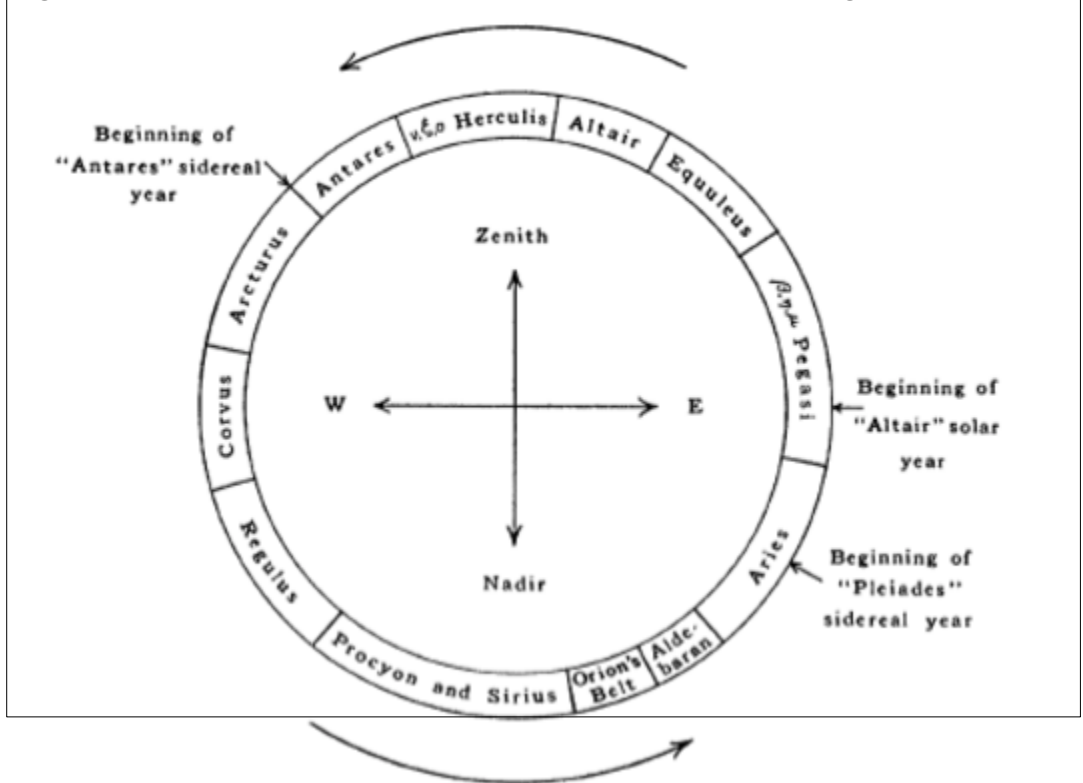 Beginning of
"Antares" sidereal
year
Antares
ν,ξ,ο Herculis
Altair
Equuleus
β,η,μ Pegasi
Arcturus
Zenith
Corvus
W
E
Beginning of
"Altair" solar
year
Regulus
Nadir
Aries
Beginning of
"Pleiades"
sidereal year
Procyon and Sirius
Orion's
Belt
Alde-
baran